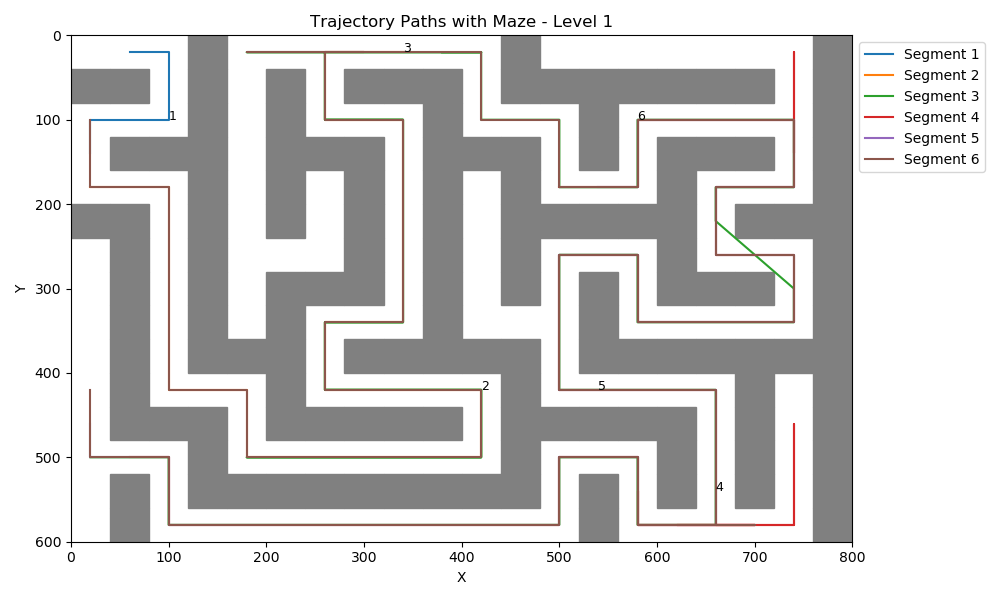 Trajectory Paths with Maze - Level 1
0
100
200
300
400
500
600
Y
0 100 200 300 400 500 600 700 800
X
3
1
6
2
5
4
Segment 1
Segment 2
Segment 3
Segment 4
Segment 5
Segment 6